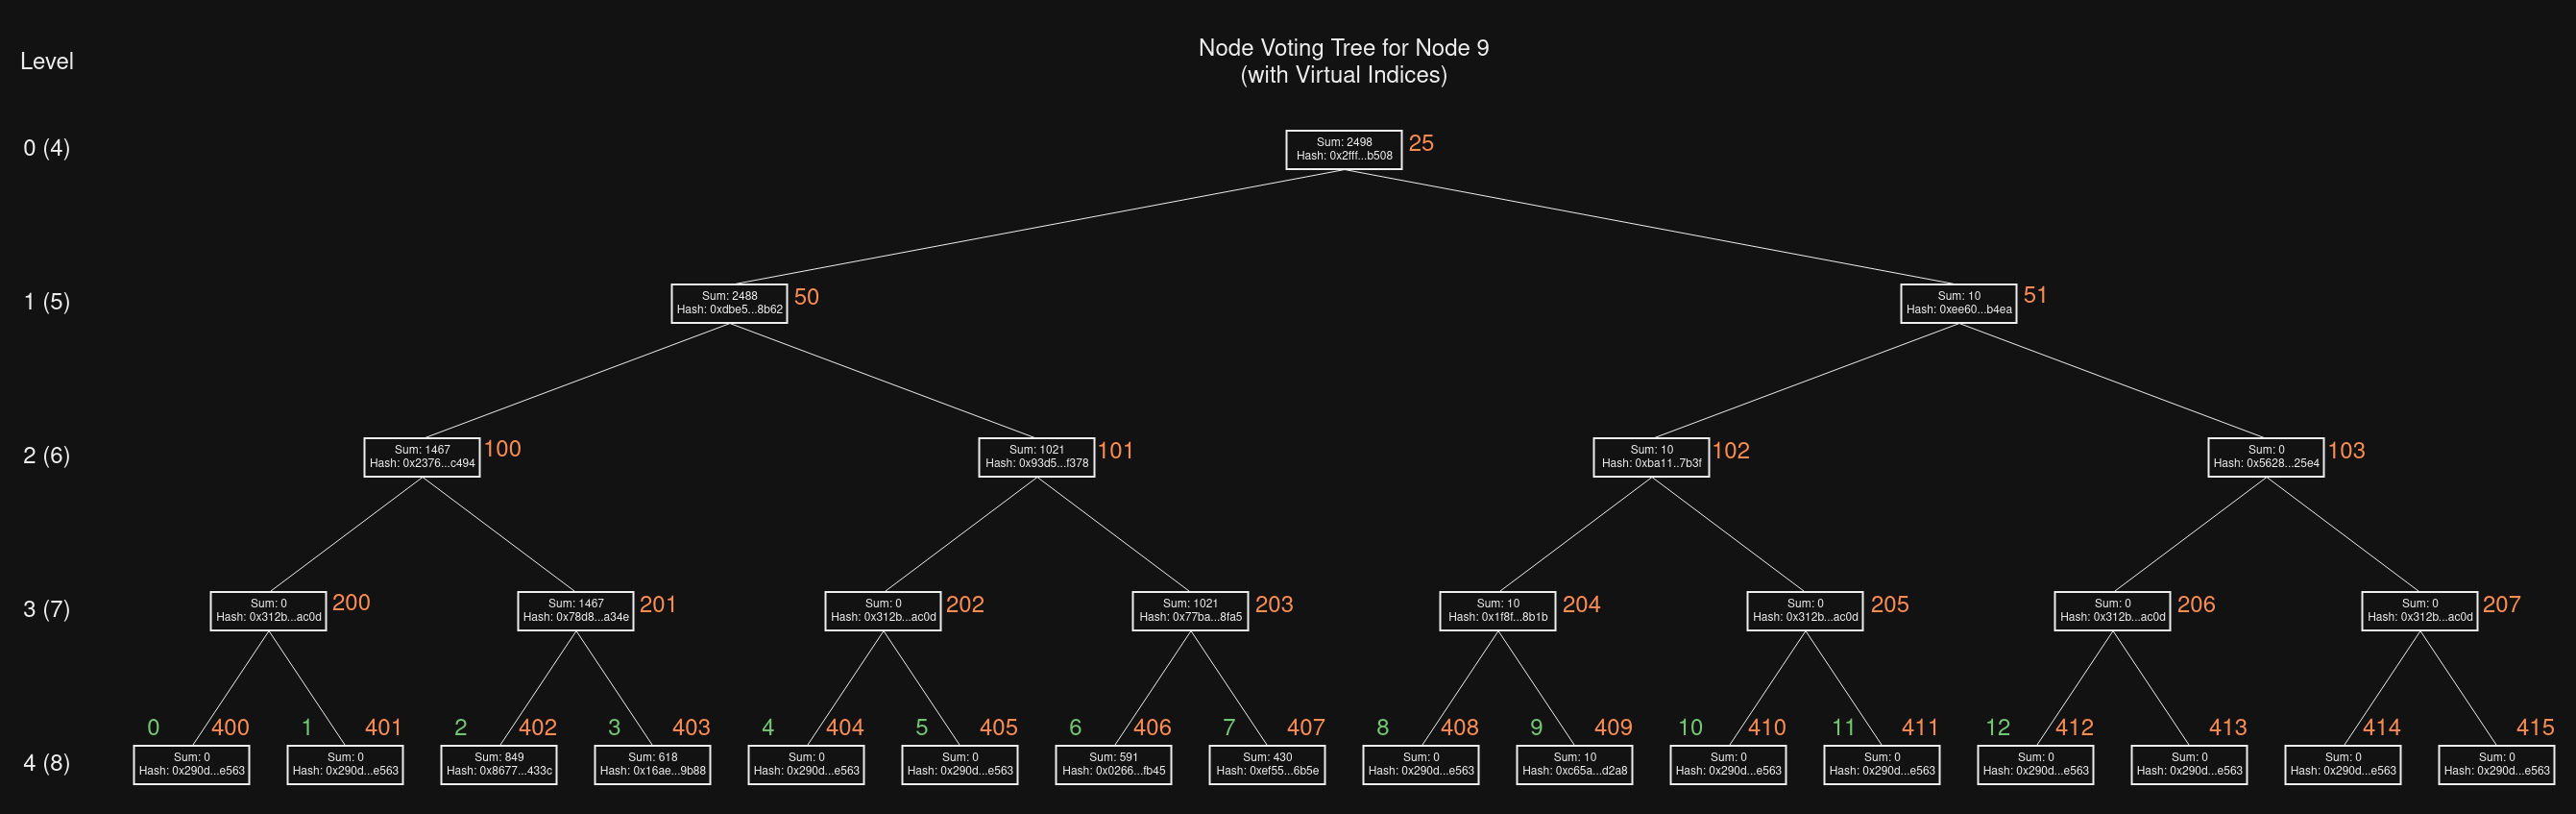 Node Voting Tree for Node 9
(with Virtual Indices)
Level
0 (4)
Sum: 2498
Hash: 0x2fff...b508
25
1 (5)
Sum: 2488
Hash: 0xdbe5...8b62
50
Sum: 10
Hash: 0xee60...b4ea
51
2 (6)
Sum: 1467
Hash: 0x2376...c494
100
Sum: 1021
Hash: 0x93d5...f378
101
Sum: 10
Hash: 0xba11..7b3f
102
Sum: 0
Hash: 0x5628...25e4
103
3 (7)
Sum: 0
Hash: 0x312b...ac0d
200
Sum: 1467
Hash: 0x78d8...a34e
201
Sum: 0
Hash: 0x312b...ac0d
202
Sum: 1021
Hash: 0x77ba...8fa5
203
Sum: 10
Hash: 0x1f8f...8b1b
204
Sum: 0
Hash: 0x312b...ac0d
205
Sum: 0
Hash: 0x312b...ac0d
206
Sum: 0
Hash: 0x312b...ac0d
207
4 (8)
0 400
Sum: 0
Hash: 0x290d...e563
1 401
Sum: 0
Hash: 0x290d...e563
2 402
Sum: 849
Hash: 0x8677...433c
3 403
Sum: 618
Hash: 0x16ae...9b88
4 404
Sum: 0
Hash: 0x290d...e563
5 405
Sum: 0
Hash: 0x290d...e563
6 406
Sum: 591
Hash: 0x0266...fb45
7 407
Sum: 430
Hash: 0xef55...6b5e
8 408
Sum: 0
Hash: 0x290d...e563
9 409
Sum: 10
Hash: 0xc65a...d2a8
10 410
Sum: 0
Hash: 0x290d...e563
11 411
Sum: 0
Hash: 0x290d...e563
12 412
Sum: 0
Hash: 0x290d...e563
413
Sum: 0
Hash: 0x290d...e563
414
Sum: 0
Hash: 0x290d...e563
415
Sum: 0
Hash: 0x290d...e563